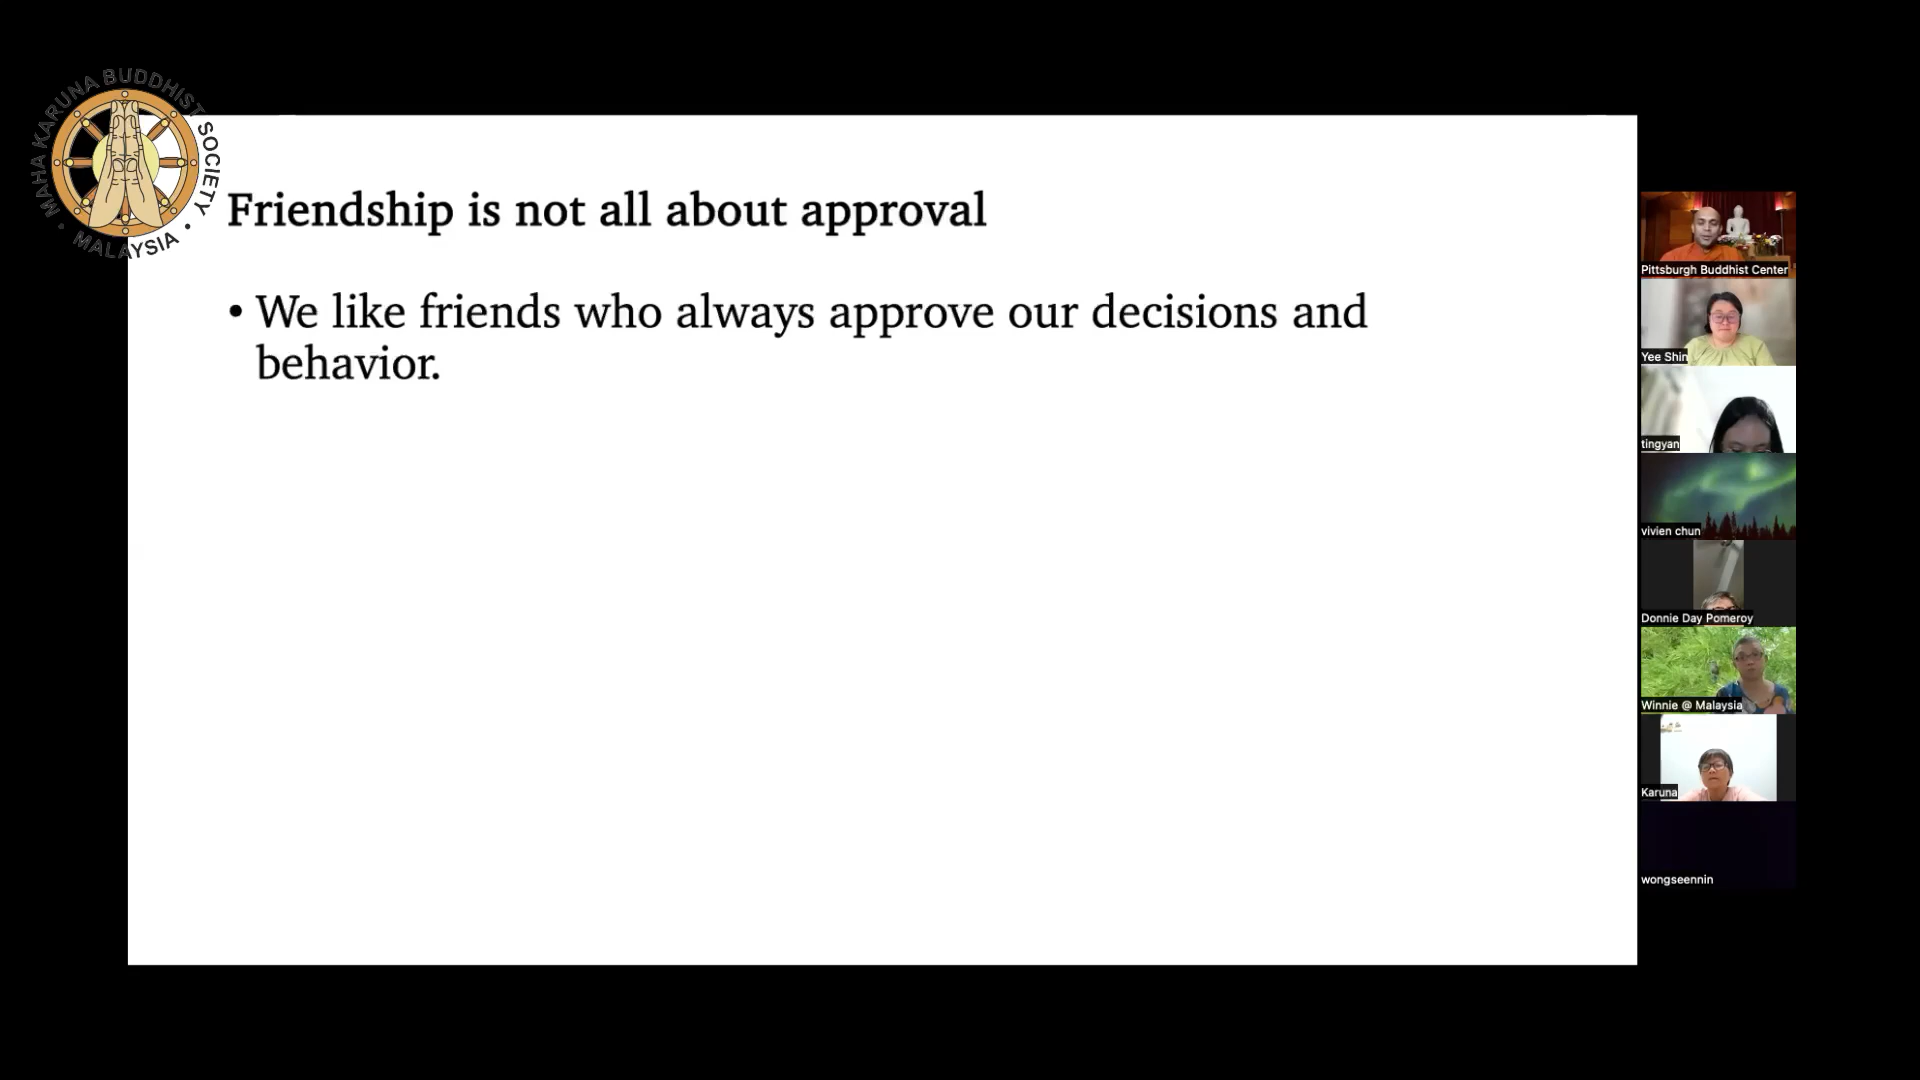 MAHA KARUNA BUDDHIST SOCIETY
• MALAYSIA •
Friendship is not all about approval
• We like friends who always approve our decisions and
behavior.
Pittsburgh Buddhist Center
Yee Shin
tingyan
vivien chun
Donnie Day Pomeroy
Winnie @ Malaysia
Karuna
wongseennin